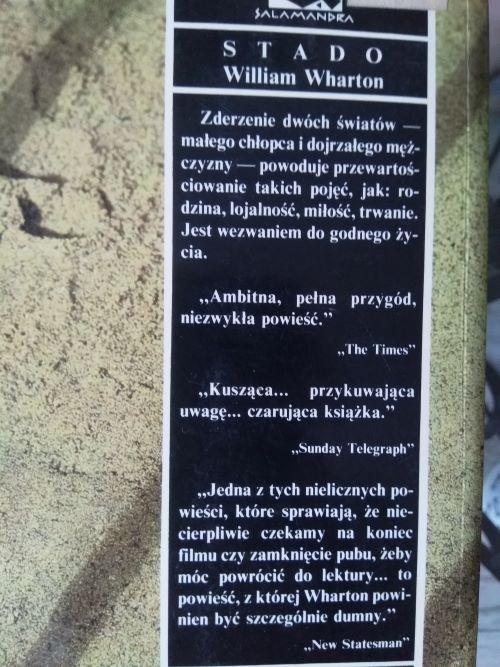 SALAMANDRA
STADO
William Wharton
Zderzenie dwóch światów —
małego chłopca i dojrzałego męż-
czyzny — powoduje przewartoś-
ciowanie takich pojęć, jak: ro-
dzina, lojalność, miłość, trwanie.
Jest wezwaniem do godnego ży-
cia.
„Ambitna, pełna przygód,
niezwykła powieść.”
„The Times”
„Kusząca... przykuwająca
uwagę... czarująca książka.”
„Sunday Telegraph”
„Jedna z tych nielicznych po-
wieści, które sprawiają, że nie-
cierpliwie czekamy na koniec
filmu czy zamknięcie pubu, żeby
móc powrócić do lektury... to
powieść, z której Wharton powi-
nien być szczególnie dumny.”
„New Statesman”